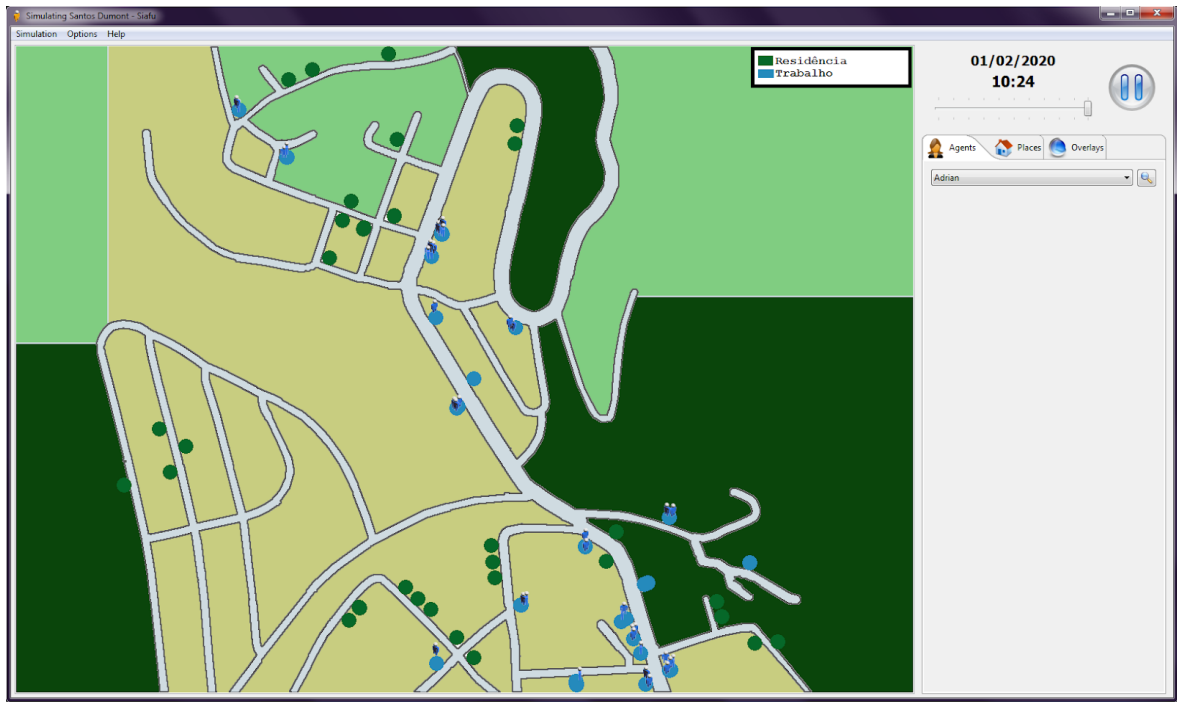 Simulating Santos Dumont - Siafu
Simulation Options Help
Residência
Trabalho
01/02/2020
10:24
Agents Places Overlays
Adrian